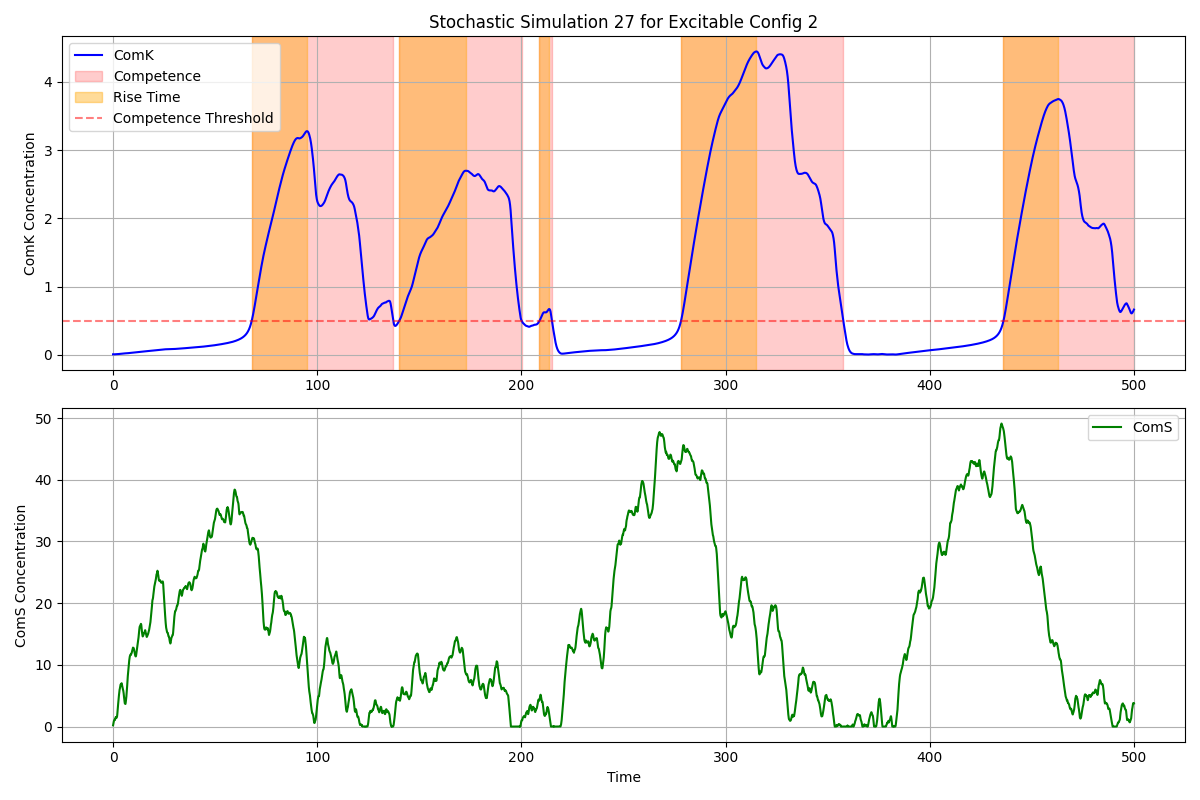 Stochastic Simulation 27 for Excitable Config 2
ComK
Competence
Rise Time
Competence Threshold
ComK Concentration
4
3
2
1
0
0 100 200 300 400 500
ComS
ComS Concentration
50
40
30
20
10
0
0 100 200 300 400 500
Time